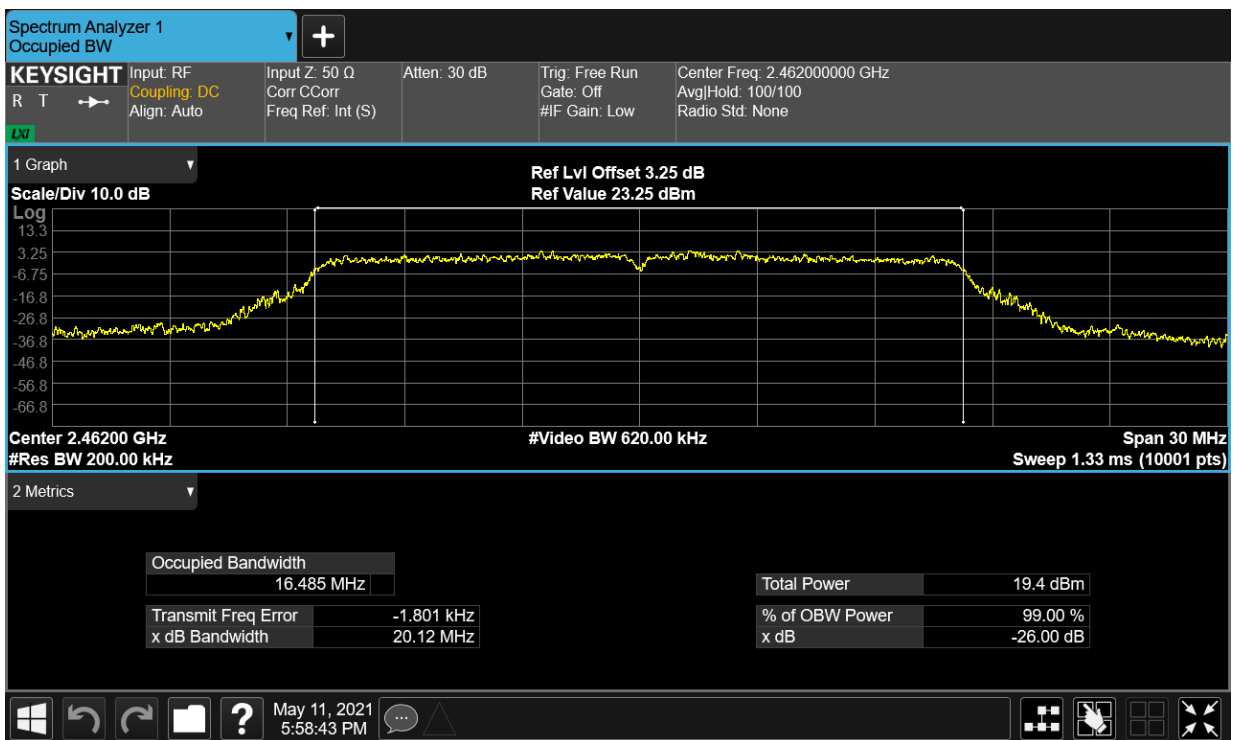 Spectrum Analyzer 1
Occupied BW
KEYSIGHT
R T
LXI
Input: RF
Coupling: DC
Align: Auto
Input Z: 50 Ω
Corr CCorr
Freq Ref: Int (S)
Atten: 30 dB
Trig: Free Run
Gate: Off
#IF Gain: Low
Center Freq: 2.462000000 GHz
Avg|Hold: 100/100
Radio Std: None
1 Graph
Scale/Div 10.0 dB
Ref Lvl Offset 3.25 dB
Ref Value 23.25 dBm
Log
13.3
3.25
-6.75
-16.8
-26.8
-36.8
-46.8
-56.8
-66.8
Center 2.46200 GHz
#Res BW 200.00 kHz
#Video BW 620.00 kHz
Span 30 MHz
Sweep 1.33 ms (10001 pts)
2 Metrics
Occupied Bandwidth
16.485 MHz
Transmit Freq Error -1.801 kHz
x dB Bandwidth 20.12 MHz
Total Power 19.4 dBm
% of OBW Power 99.00 %
x dB -26.00 dB
?
May 11, 2021
5:58:43 PM